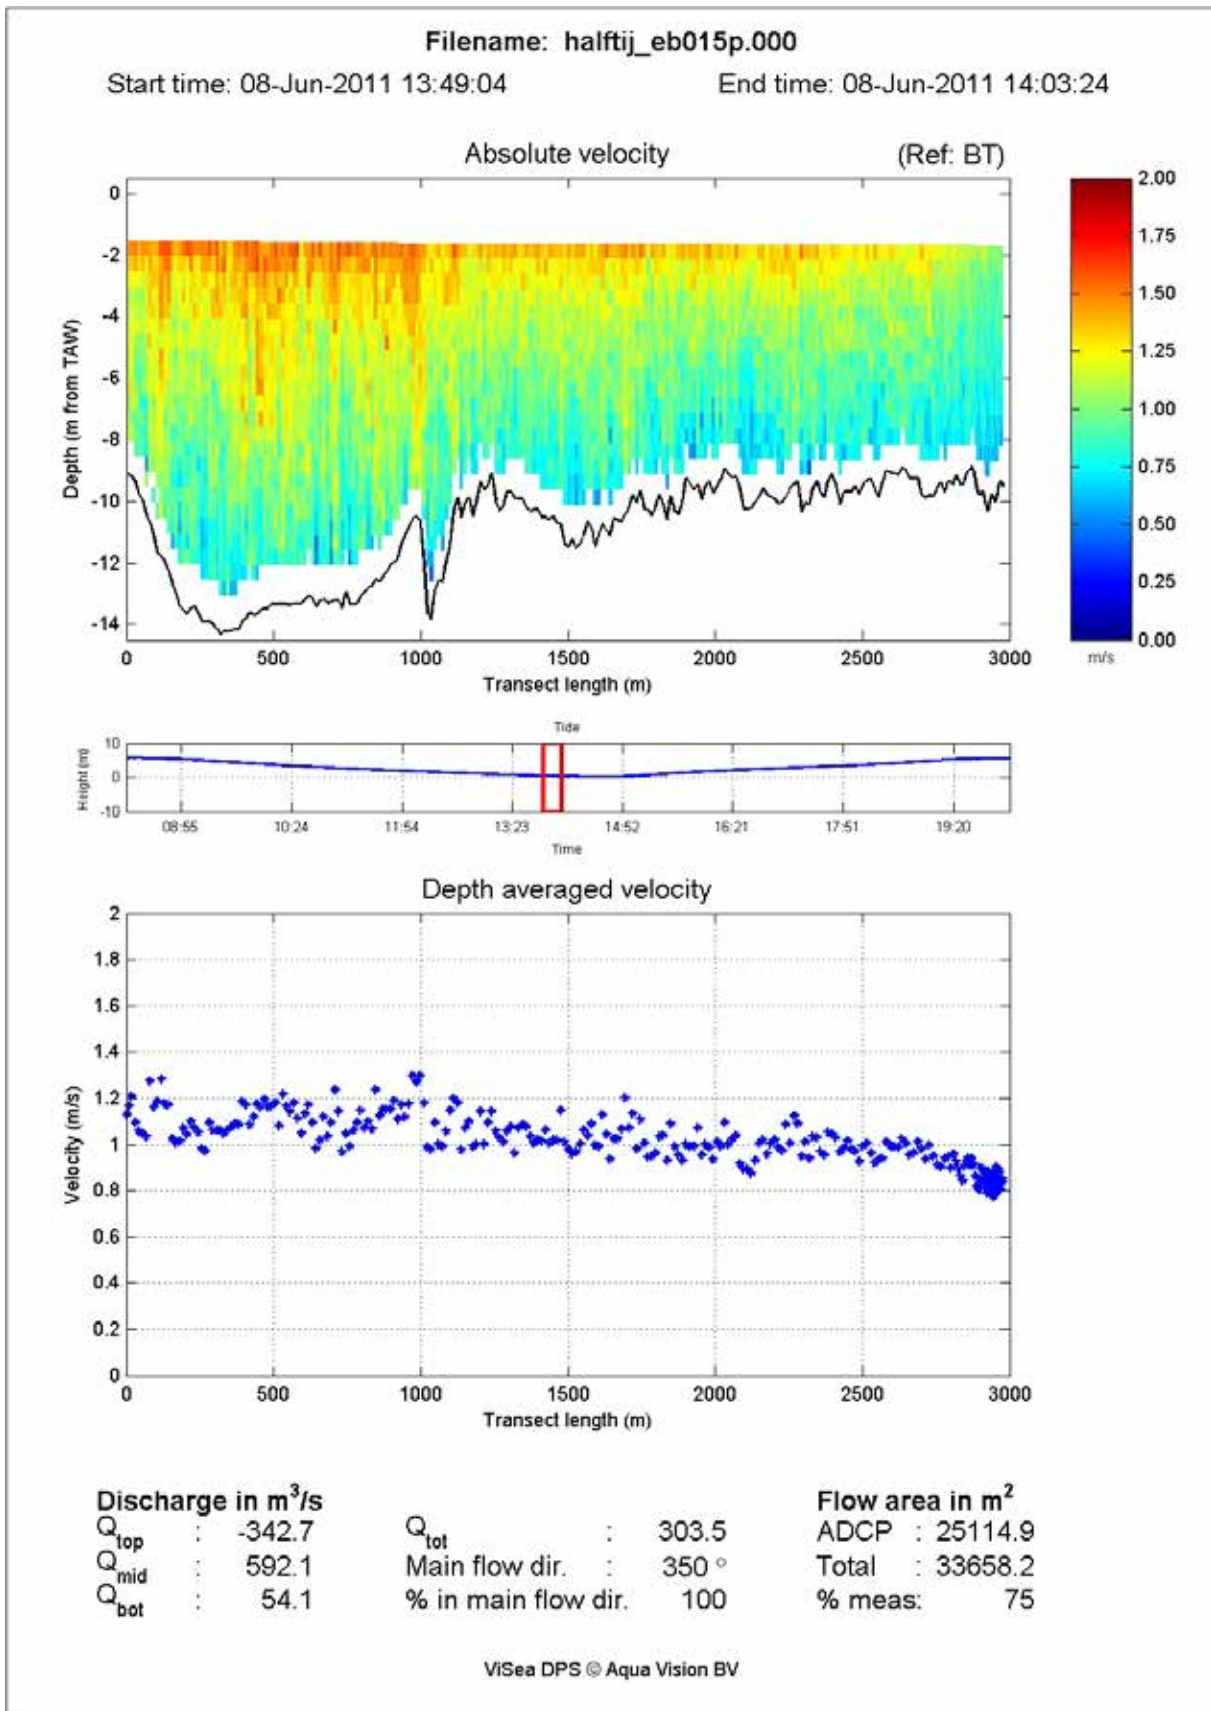 Filename: halftij_eb015p.000
Start time: 08-Jun-2011 13:49:04 End time: 08-Jun-2011 14:03:24
Absolute velocity (Ref: BT)
0
-2
-4
-6
-8
-10
-12
-14
Depth (m from TAW)
0 500 1000 1500 2000 2500 3000
Transect length (m)
2.00
1.75
1.50
1.25
1.00
0.75
0.50
0.25
0.00
m/s
Tide
10
0
-10
Height (m)
08:55 10:24 11:54 13:23 14:52 16:21 17:51 19:20
Time
Depth averaged velocity
2
1.8
1.6
1.4
1.2
1
0.8
0.6
0.4
0.2
0
Velocity (m/s)
0 500 1000 1500 2000 2500 3000
Transect length (m)
Discharge in m³/s Flow area in m²
Qtop : -342.7 Qtot : 303.5 ADCP : 25114.9
Qmid : 592.1 Main flow dir. : 350 ° Total : 33658.2
Qbot : 54.1 % in main flow dir. 100 % meas: 75
ViSea DPS © Aqua Vision BV